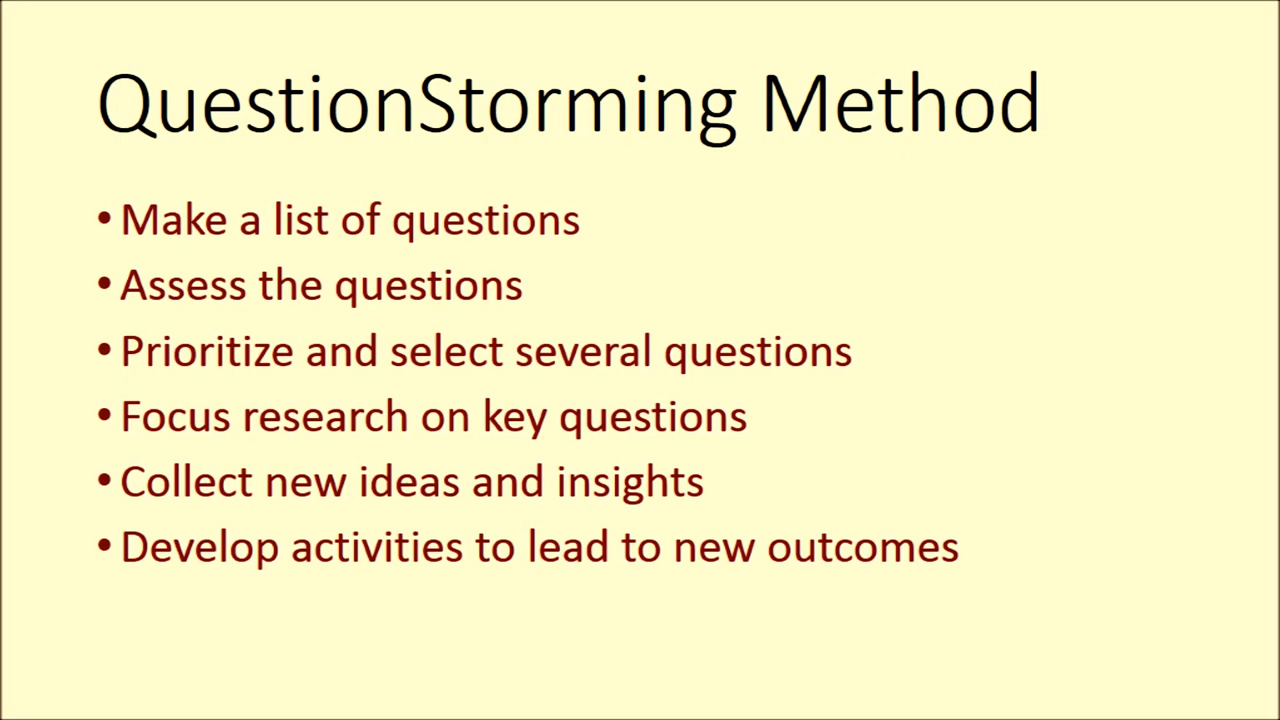 QuestionStorming Method
• Make a list of questions
• Assess the questions
• Prioritize and select several questions
• Focus research on key questions
• Collect new ideas and insights
• Develop activities to lead to new outcomes